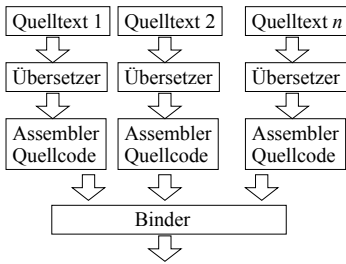 Quelltext 1
Quelltext 2
Quelltext n
Übersetzer
Übersetzer
Übersetzer
Assembler
Quellcode
Assembler
Quellcode
Assembler
Quellcode
Binder